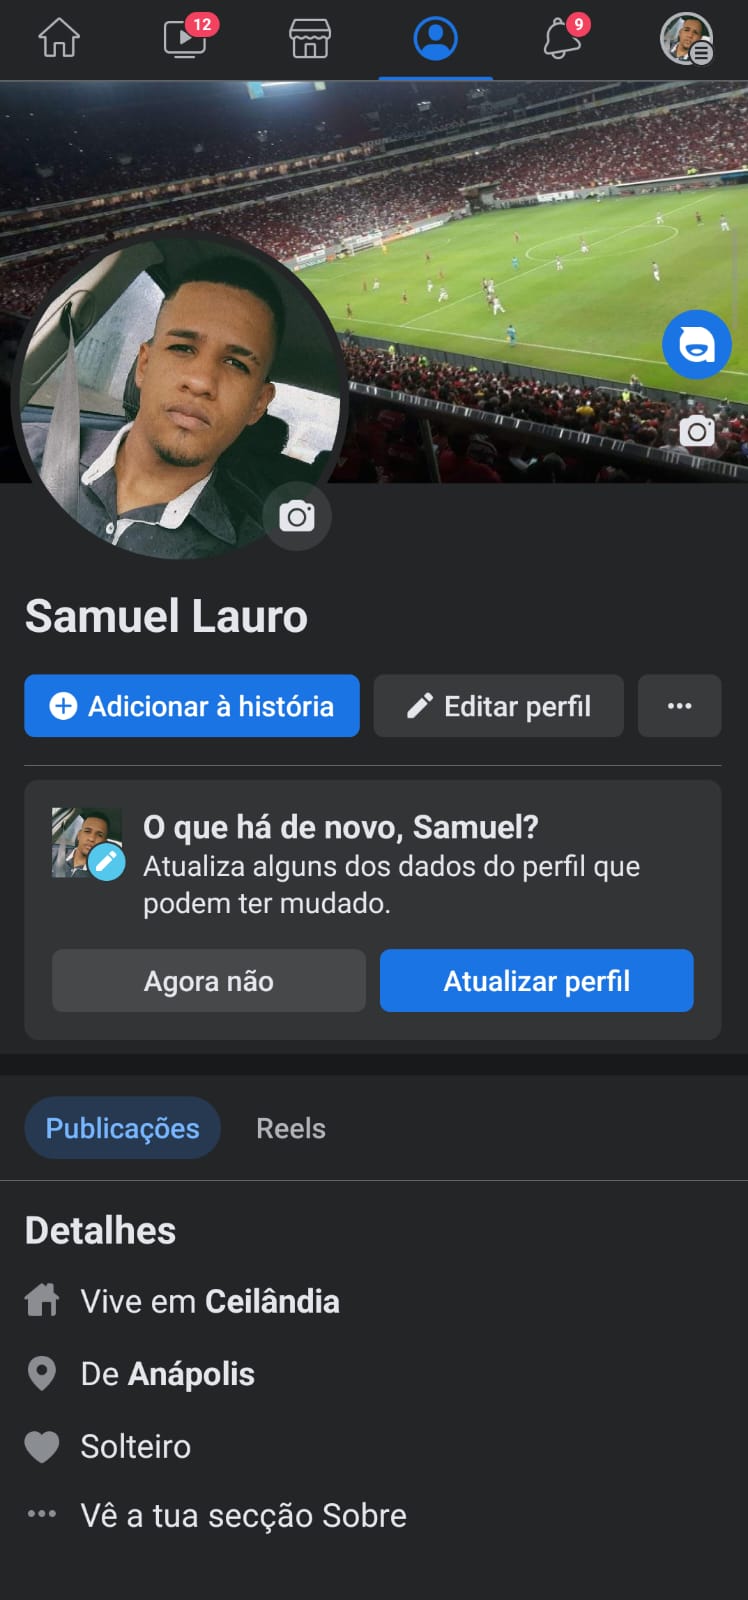 12
9
Samuel Lauro
Adicionar à história
Editar perfil
O que há de novo, Samuel?
Atualiza alguns dos dados do perfil que
podem ter mudado.
Agora não
Atualizar perfil
Publicações
Reels
Detalhes
Vive em Ceilândia
De Anápolis
Solteiro
Vê a tua secção Sobre